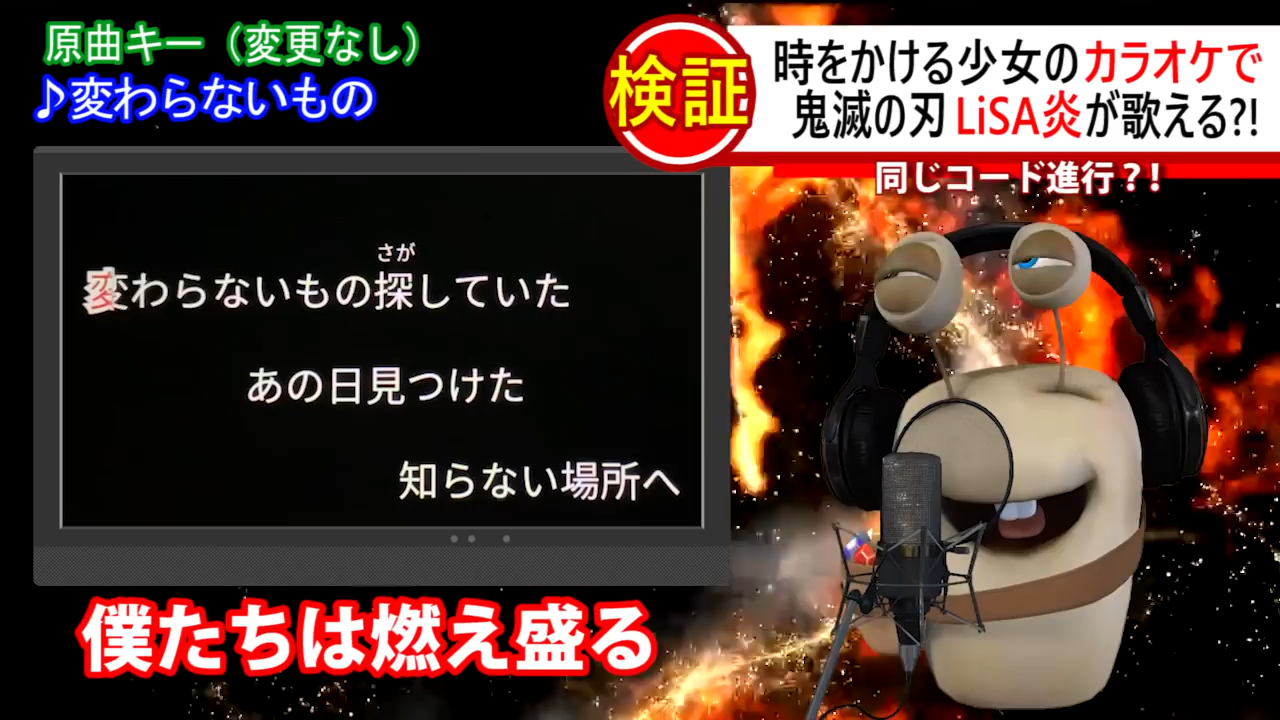 原曲キー（変更なし）
♪変わらないもの
検証
時をかける少女のカラオケで
鬼滅の刃 LiSA炎が歌える?!
同じコード進行？！
さが
変わらないもの探していた
あの日見つけた
知らない場所へ
僕たちは燃え盛る